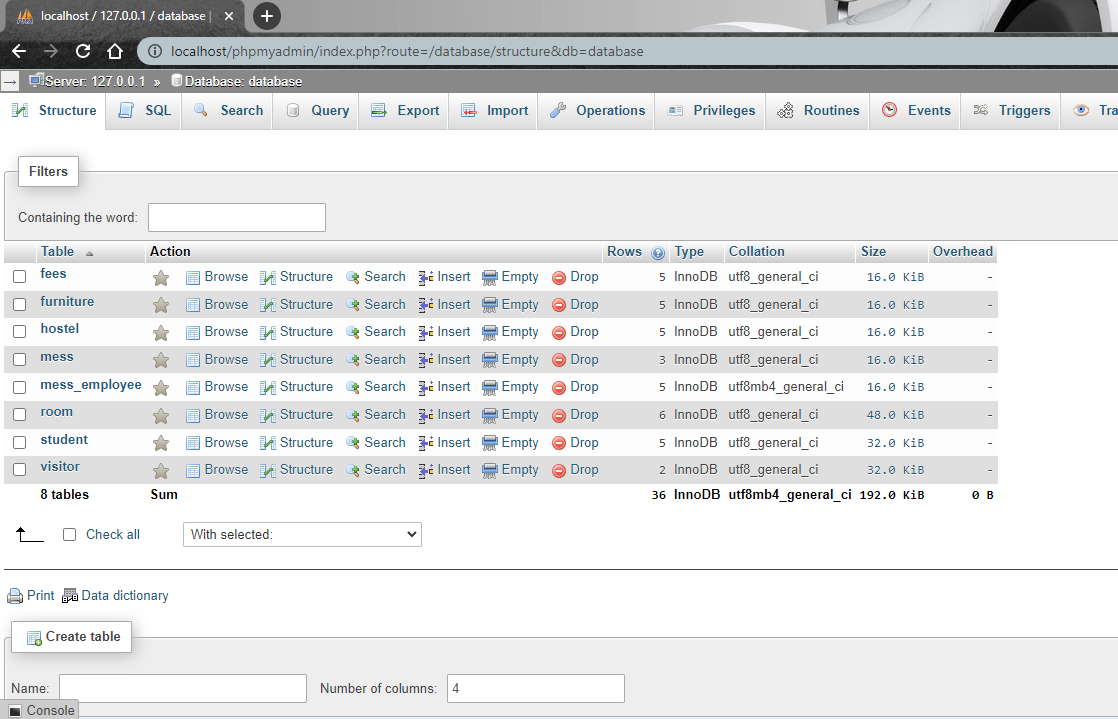 localhost / 127.0.0.1 / database |
localhost/phpmyadmin/index.php?route=/database/structure&db=database
Server: 127.0.0.1 » Database: database
Structure SQL Search Query Export Import Operations Privileges Routines Events Triggers Tra
Filters
Containing the word:
Table Action Rows Type Collation Size Overhead
fees Browse Structure Search Insert Empty Drop 5 InnoDB utf8_general_ci 16.0 KiB -
furniture Browse Structure Search Insert Empty Drop 5 InnoDB utf8_general_ci 16.0 KiB -
hostel Browse Structure Search Insert Empty Drop 5 InnoDB utf8_general_ci 16.0 KiB -
mess Browse Structure Search Insert Empty Drop 3 InnoDB utf8_general_ci 16.0 KiB -
mess_employee Browse Structure Search Insert Empty Drop 5 InnoDB utf8mb4_general_ci 16.0 KiB -
room Browse Structure Search Insert Empty Drop 6 InnoDB utf8_general_ci 48.0 KiB -
student Browse Structure Search Insert Empty Drop 5 InnoDB utf8_general_ci 32.0 KiB -
visitor Browse Structure Search Insert Empty Drop 2 InnoDB utf8_general_ci 32.0 KiB -
8 tables Sum 36 InnoDB utf8mb4_general_ci 192.0 KiB 0 B
Check all With selected:
Print Data dictionary
Create table
Name: Number of columns: 4
Console